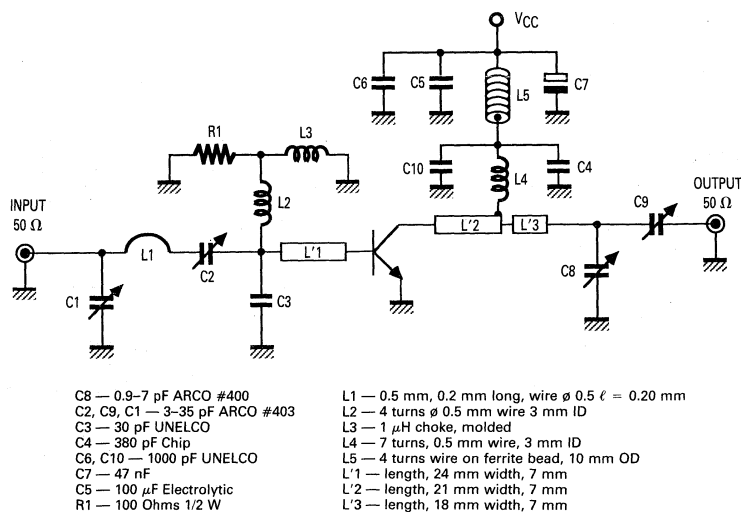 VCC
C6
C5
L5
C7
R1
L3
C10
C4
L4
L2
C9
OUTPUT
50 Ω
INPUT
50 Ω
L'2
L'3
L'1
L1
C2
C8
C1
C3
C8 — 0.9–7 pF ARCO #400
C2, C9, C1 — 3–35 pF ARCO #403
C3 — 30 pF UNELCO
C4 — 380 pF Chip
C6, C10 — 1000 pF UNELCO
C7 — 47 nF
C5 — 100 μF Electrolytic
R1 — 100 Ohms 1/2 W
L1 — 0.5 mm, 0.2 mm long, wire ø 0.5 ℓ = 0.20 mm
L2 — 4 turns ø 0.5 mm wire 3 mm ID
L3 — 1 μH choke, molded
L4 — 7 turns, 0.5 mm wire, 3 mm ID
L5 — 4 turns wire on ferrite bead, 10 mm OD
L'1 — length, 24 mm width, 7 mm
L'2 — length, 21 mm width, 7 mm
L'3 — length, 18 mm width, 7 mm